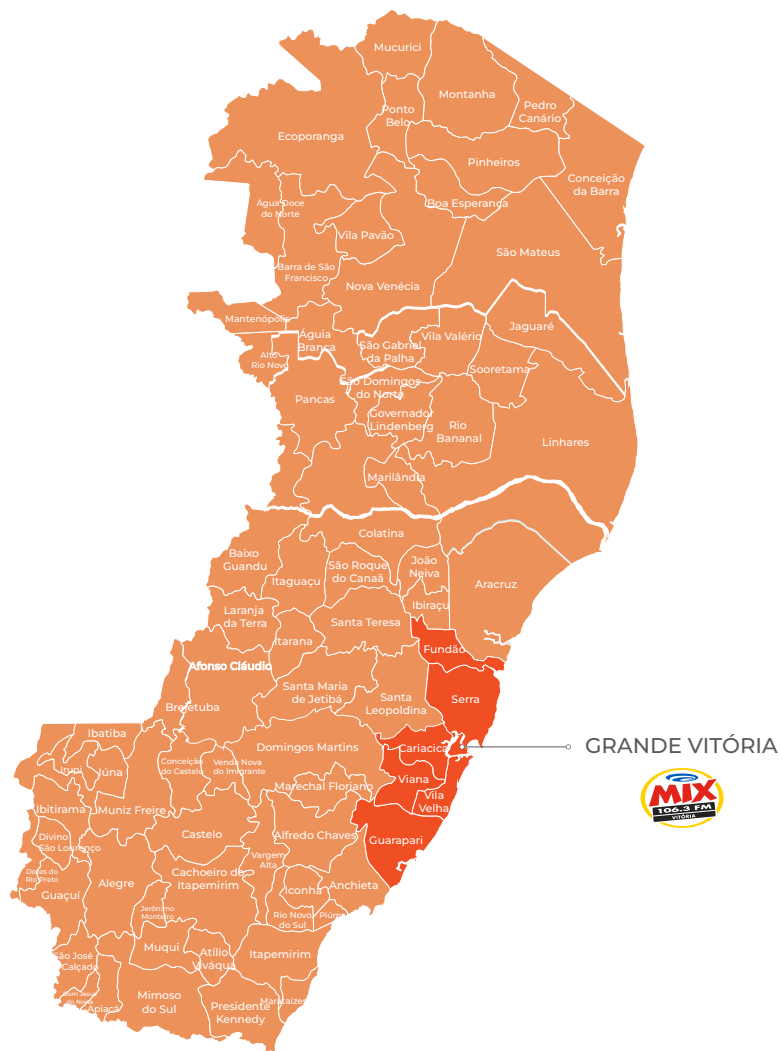 Mucurici
Montanha
Pedro
Canário
Ponto
Belo
Ecoporanga
Pinheiros
Conceição
da Barra
Água Doce
do Norte
Boa Esperança
Vila Pavão
São Mateus
Barra de São
Francisco
Nova Venécia
Mantenópolis
Águia
Branca
Jaguaré
Vila Valério
São Gabriel
da Palha
Alto
Rio Novo
Sooretama
São Domingos
do Norte
Pancas
Governador
Lindenberg
Rio
Bananal
Linhares
Marilândia
Colatina
Baixo
Guandu
Itaguaçu
São Roque
do Canaã
João
Neiva
Aracruz
Ibiraçu
Laranja
da Terra
Santa Teresa
Itarana
Fundão
Afonso Cláudio
Santa Maria
de Jetibá
Santa
Leopoldina
Serra
Brejetuba
Ibatiba
Domingos Martins
Cariacica
GRANDE VITÓRIA
Irupi
Iúna
Conceição
do Castelo
Venda Nova
do Imigrante
Viana
Marechal Floriano
Vila
Velha
MIX
106.3 FM
VITÓRIA
Ibitirama
Muniz Freire
Castelo
Alfredo Chaves
Guarapari
Divino
São Lourenço
Vargem
Alta
Dores do
Rio Preto
Guaçuí
Alegre
Cachoeiro de
Itapemirim
Iconha
Anchieta
Jerônimo
Monteiro
Rio Novo
do Sul
Piúma
Muqui
Atílio
Viváqua
Itapemirim
São José
Calçado
Bom Jesus
do Norte
Apiacá
Mimoso
do Sul
Presidente
Kennedy
Marataízes